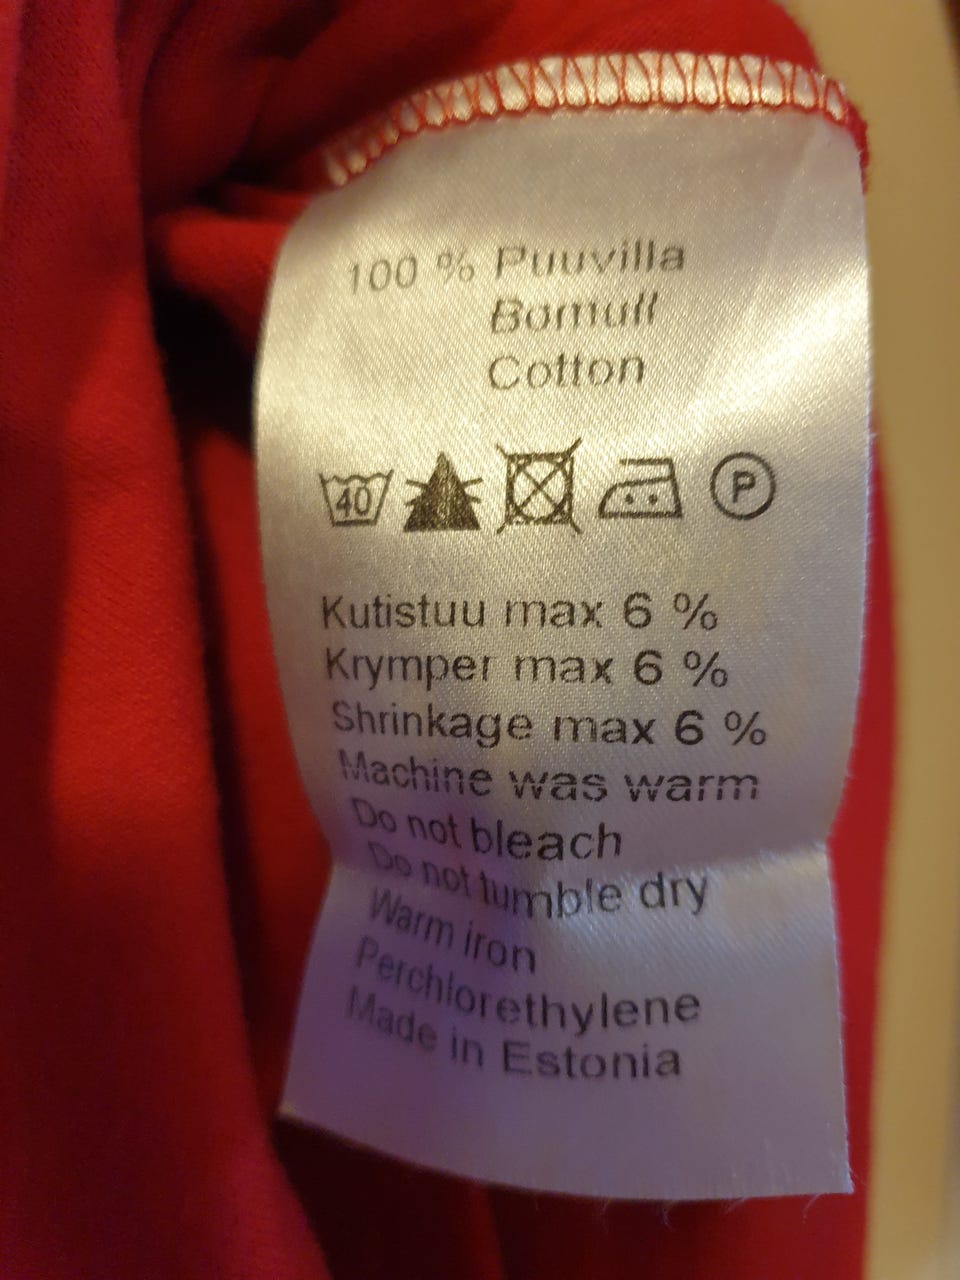 100 % Puuvilla
Bomull
Cotton
40 P
Kutistuu max 6 %
Krymper max 6 %
Shrinkage max 6 %
Machine was warm
Do not bleach
Do not tumble dry
Warm iron
Perchlorethylene
Made in Estonia